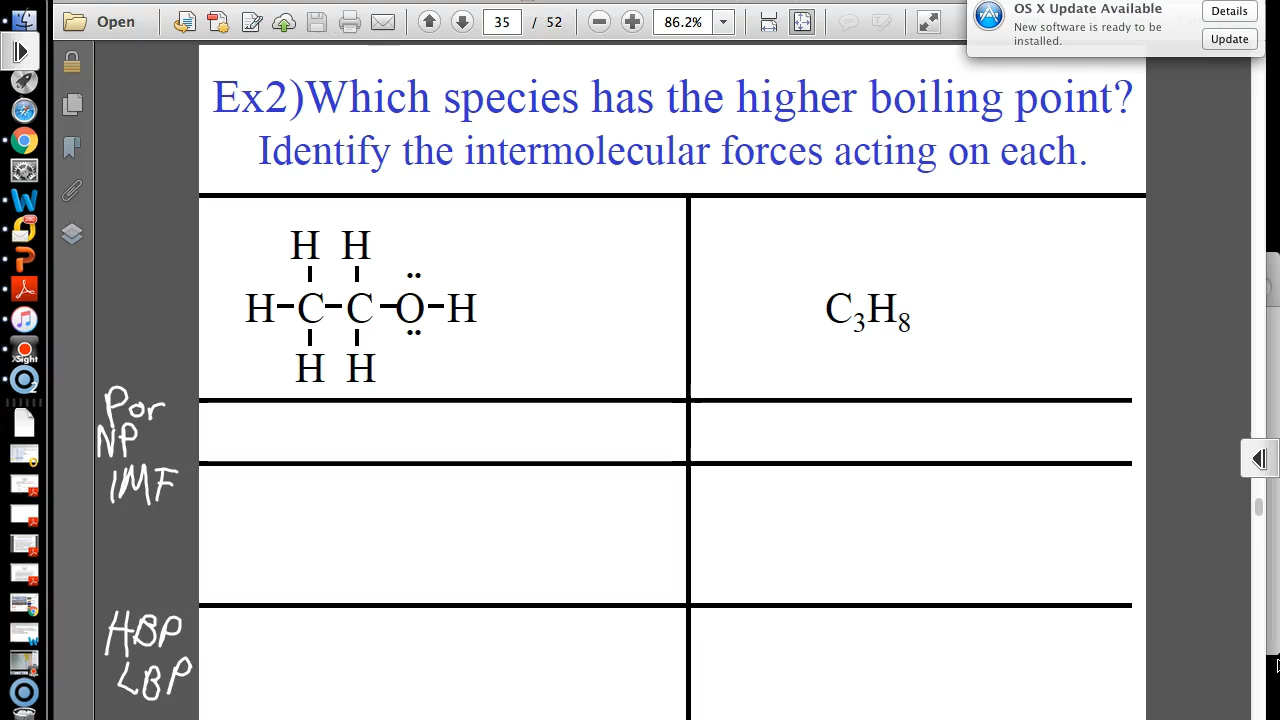 Open
35 / 52
86.2%
OS X Update Available
New software is ready to be
installed.
Details
Update
Ex2)Which species has the higher boiling point?
Identify the intermolecular forces acting on each.
H H
H-C-C-O-H
H H
C₃H₈
P or
NP
IMF
HBP
LBP